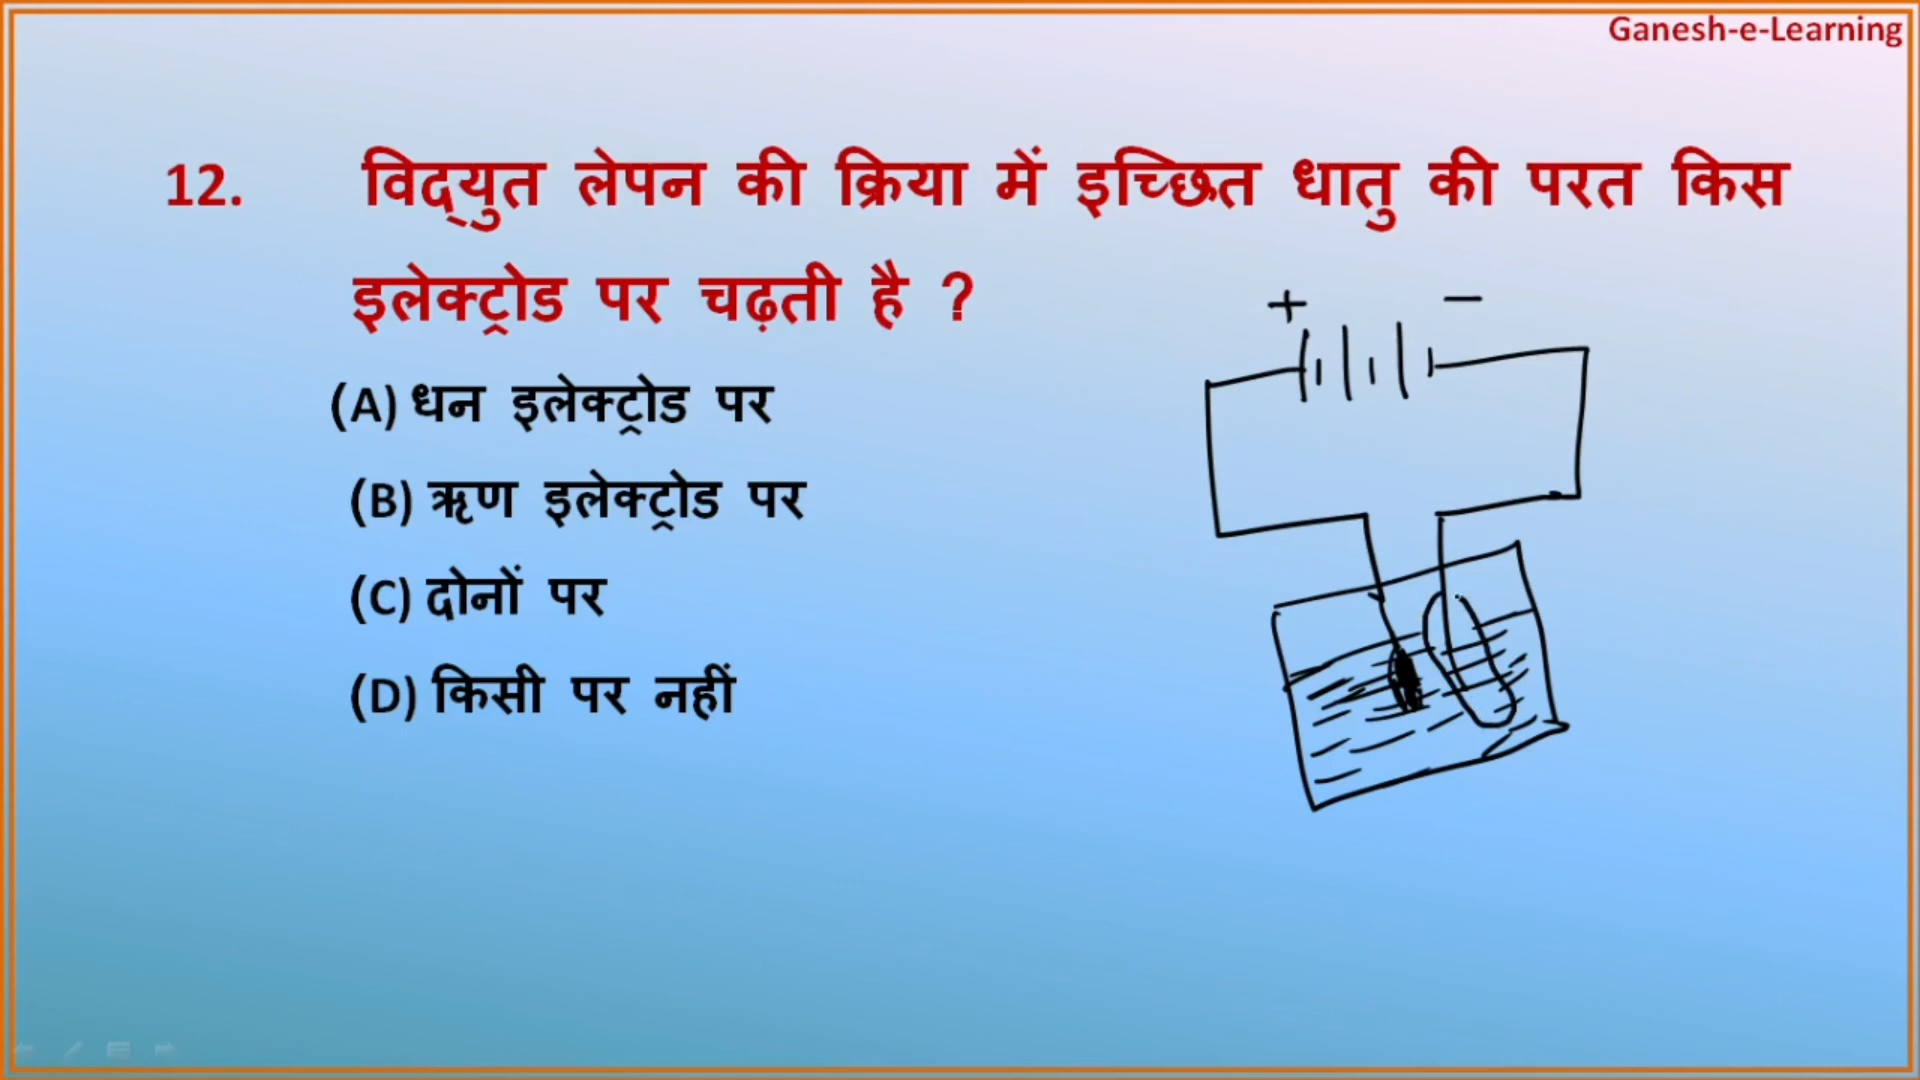 Ganesh-e-Learning
12. विद्युत लेपन की क्रिया में इच्छित धातु की परत किस
इलेक्ट्रोड पर चढ़ती है ?
+ −
(A) धन इलेक्ट्रोड पर
(B) ऋण इलेक्ट्रोड पर
(C) दोनों पर
(D) किसी पर नहीं